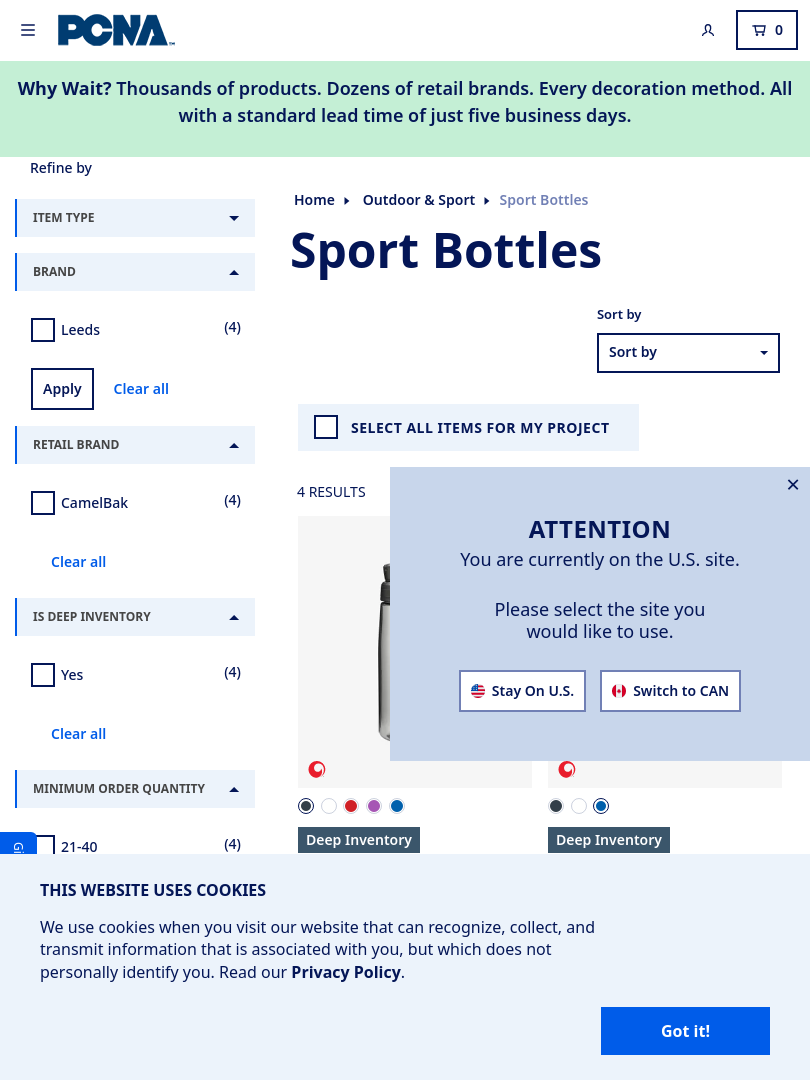 PCNA
0
Why Wait? Thousands of products. Dozens of retail brands. Every decoration method. All
with a standard lead time of just five business days.
Refine by
ITEM TYPE
BRAND
Leeds (4)
Apply Clear all
RETAIL BRAND
CamelBak (4)
Clear all
IS DEEP INVENTORY
Yes (4)
Clear all
MINIMUM ORDER QUANTITY
21-40 (4)
Home Outdoor & Sport Sport Bottles
Sport Bottles
Sort by
Sort by
SELECT ALL ITEMS FOR MY PROJECT
4 RESULTS
Deep Inventory
Deep Inventory
×
ATTENTION
You are currently on the U.S. site.
Please select the site you
would like to use.
Stay On U.S. Switch to CAN
THIS WEBSITE USES COOKIES
We use cookies when you visit our website that can recognize, collect, and
transmit information that is associated with you, but which does not
personally identify you. Read our Privacy Policy.
Got it!